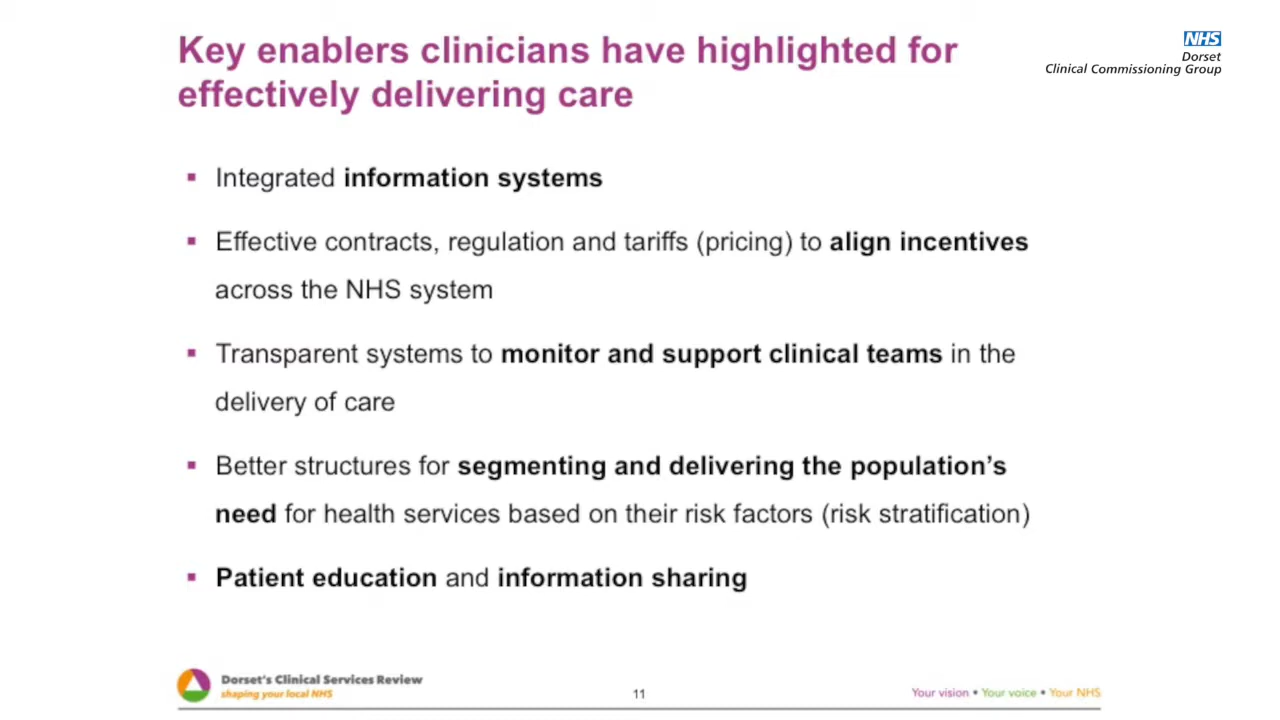 Key enablers clinicians have highlighted for
effectively delivering care
NHS
Dorset
Clinical Commissioning Group
▪ Integrated information systems
▪ Effective contracts, regulation and tariffs (pricing) to align incentives
across the NHS system
▪ Transparent systems to monitor and support clinical teams in the
delivery of care
▪ Better structures for segmenting and delivering the population’s
need for health services based on their risk factors (risk stratification)
▪ Patient education and information sharing
Dorset's Clinical Services Review
shaping your local NHS
11
Your vision • Your voice • Your NHS